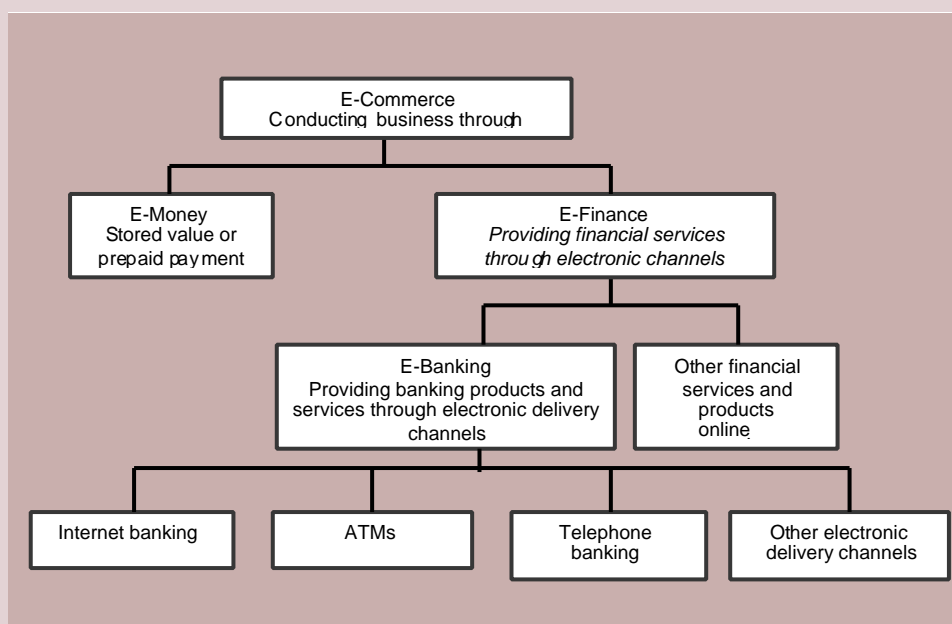 E-Commerce
Conducting business through
E-Money
Stored value or
prepaid payment
E-Finance
Providing financial services
through electronic channels
E-Banking
Providing banking products and
services through electronic delivery
channels
Other financial
services and
products
online
Internet banking
ATMs
Telephone
banking
Other electronic
delivery channels